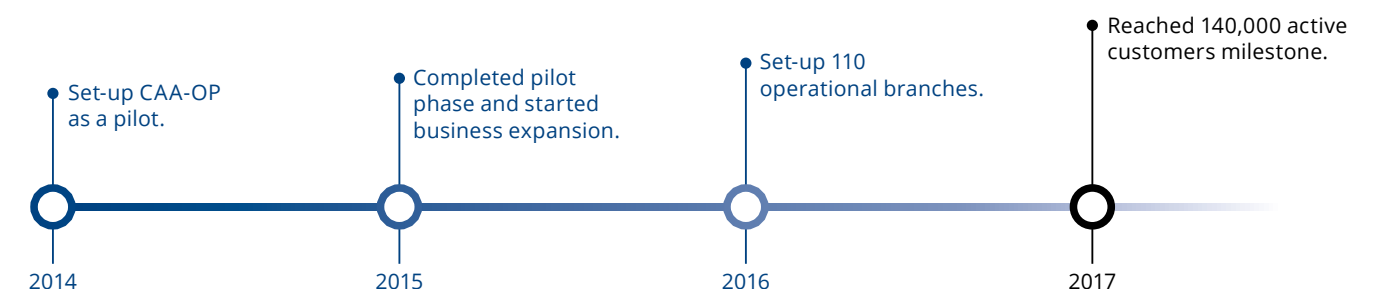 Set-up CAA-OP
as a pilot.
Completed pilot
phase and started
business expansion.
Set-up 110
operational branches.
Reached 140,000 active
customers milestone.
2014
2015
2016
2017